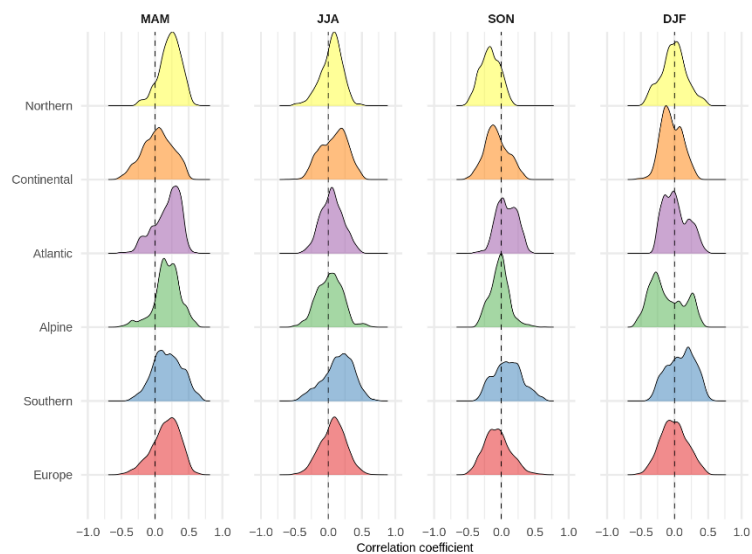 MAM JJA SON DJF
Northern
Continental
Atlantic
Alpine
Southern
Europe
−1.0 −0.5 0.0 0.5 1.0 −1.0 −0.5 0.0 0.5 1.0 −1.0 −0.5 0.0 0.5 1.0 −1.0 −0.5 0.0 0.5 1.0
Correlation coefficient